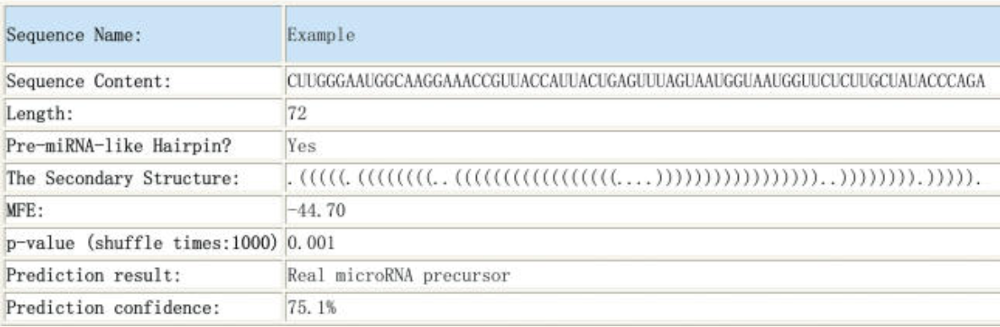 Sequence Name: Example
Sequence Content: CUUGGGAAUGGCAAGGAAACCGUUACCAUUACUGAGUUUAGUAAUGGUAAUGGUUCUCUUGCUAUACCCAGA
Length: 72
Pre-miRNA-like Hairpin? Yes
The Secondary Structure: .(((((.((((((((..(((((((((((((((((....)))))))))))))))))..)))))))).))))).
MFE: -44.70
p-value (shuffle times:1000) 0.001
Prediction result: Real microRNA precursor
Prediction confidence: 75.1%